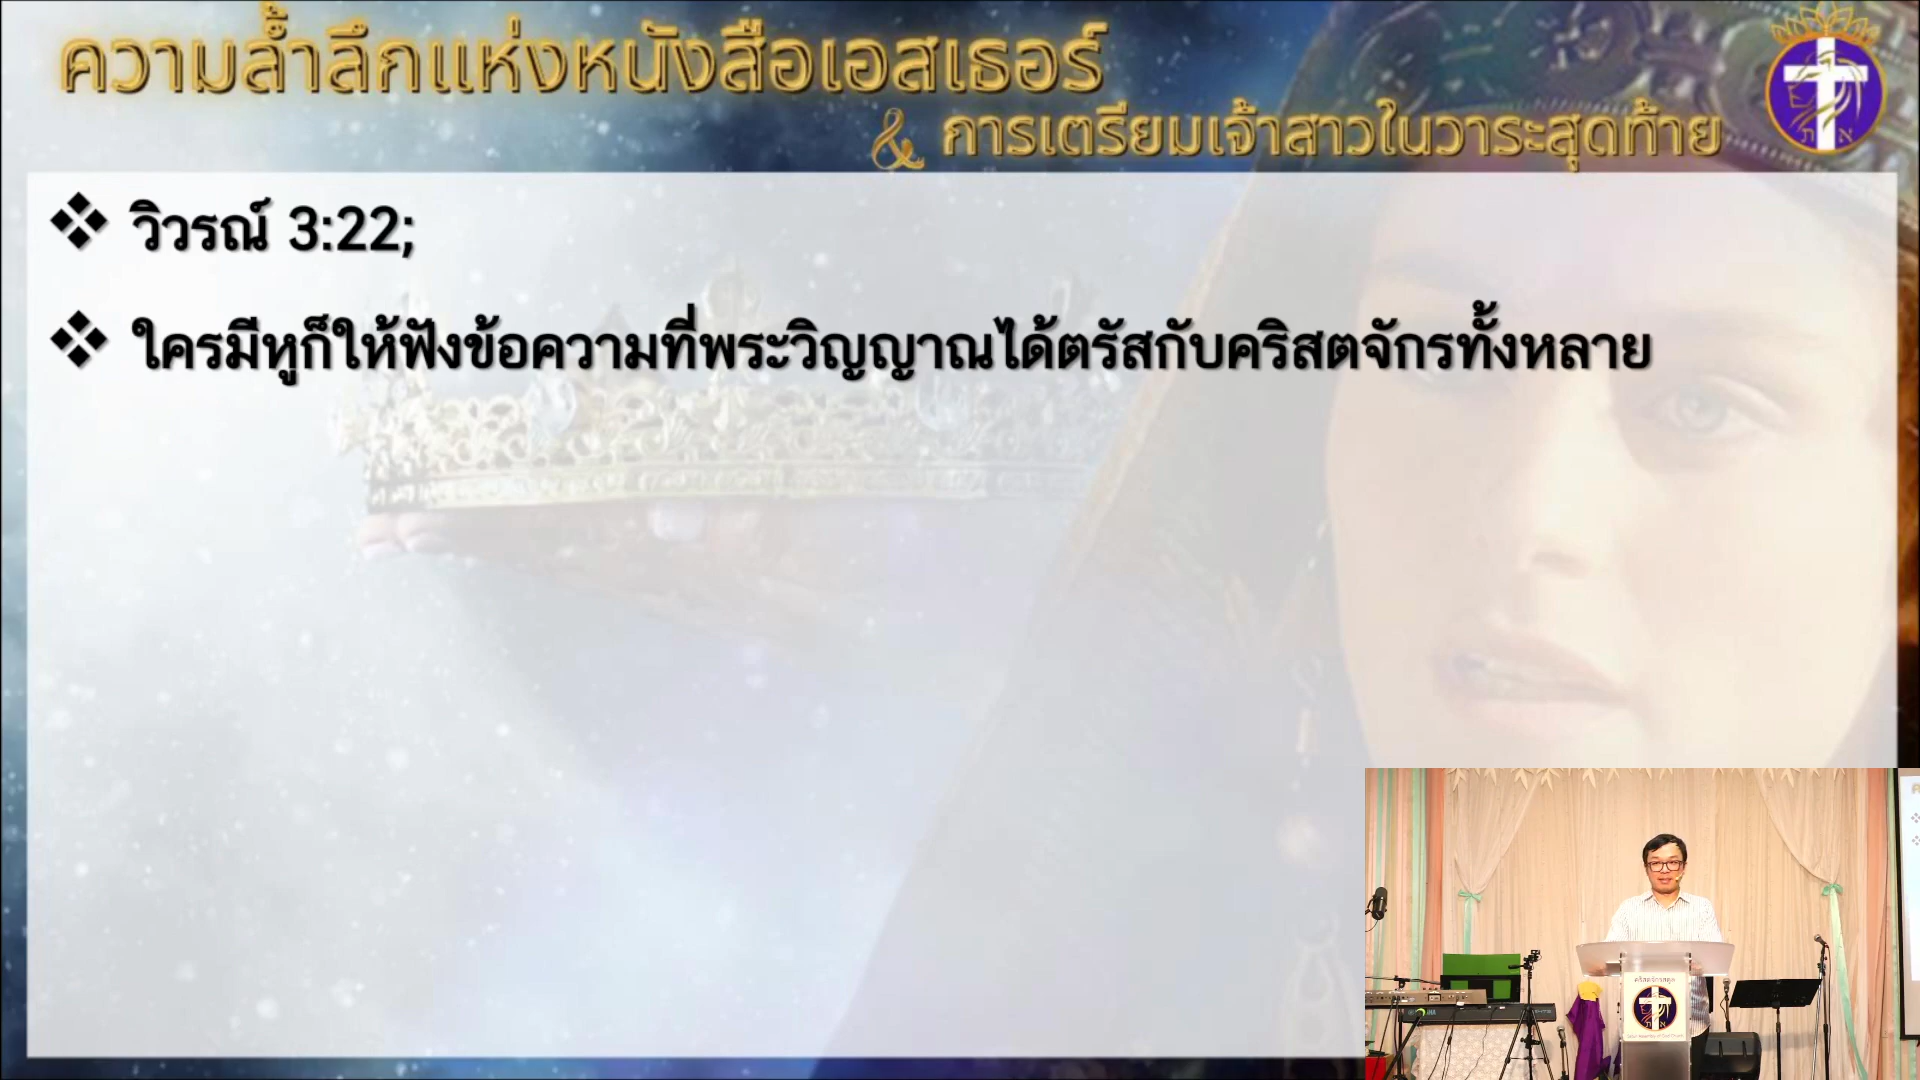 ความล้ำลึกแห่งหนังสือเอสเธอร์
& การเตรียมเจ้าสาวในวาระสุดท้าย
❖ วิวรณ์ 3:22;
❖ ใครมีหูก็ให้ฟังข้อความที่พระวิญญาณได้ตรัสกับคริสตจักรทั้งหลาย
ת א